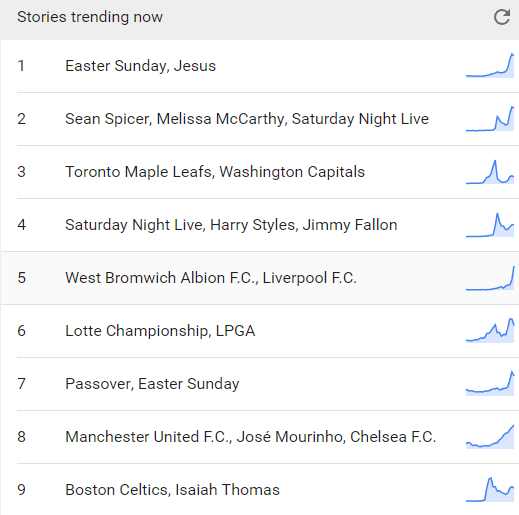 Stories trending now
1 Easter Sunday, Jesus
2 Sean Spicer, Melissa McCarthy, Saturday Night Live
3 Toronto Maple Leafs, Washington Capitals
4 Saturday Night Live, Harry Styles, Jimmy Fallon
5 West Bromwich Albion F.C., Liverpool F.C.
6 Lotte Championship, LPGA
7 Passover, Easter Sunday
8 Manchester United F.C., José Mourinho, Chelsea F.C.
9 Boston Celtics, Isaiah Thomas